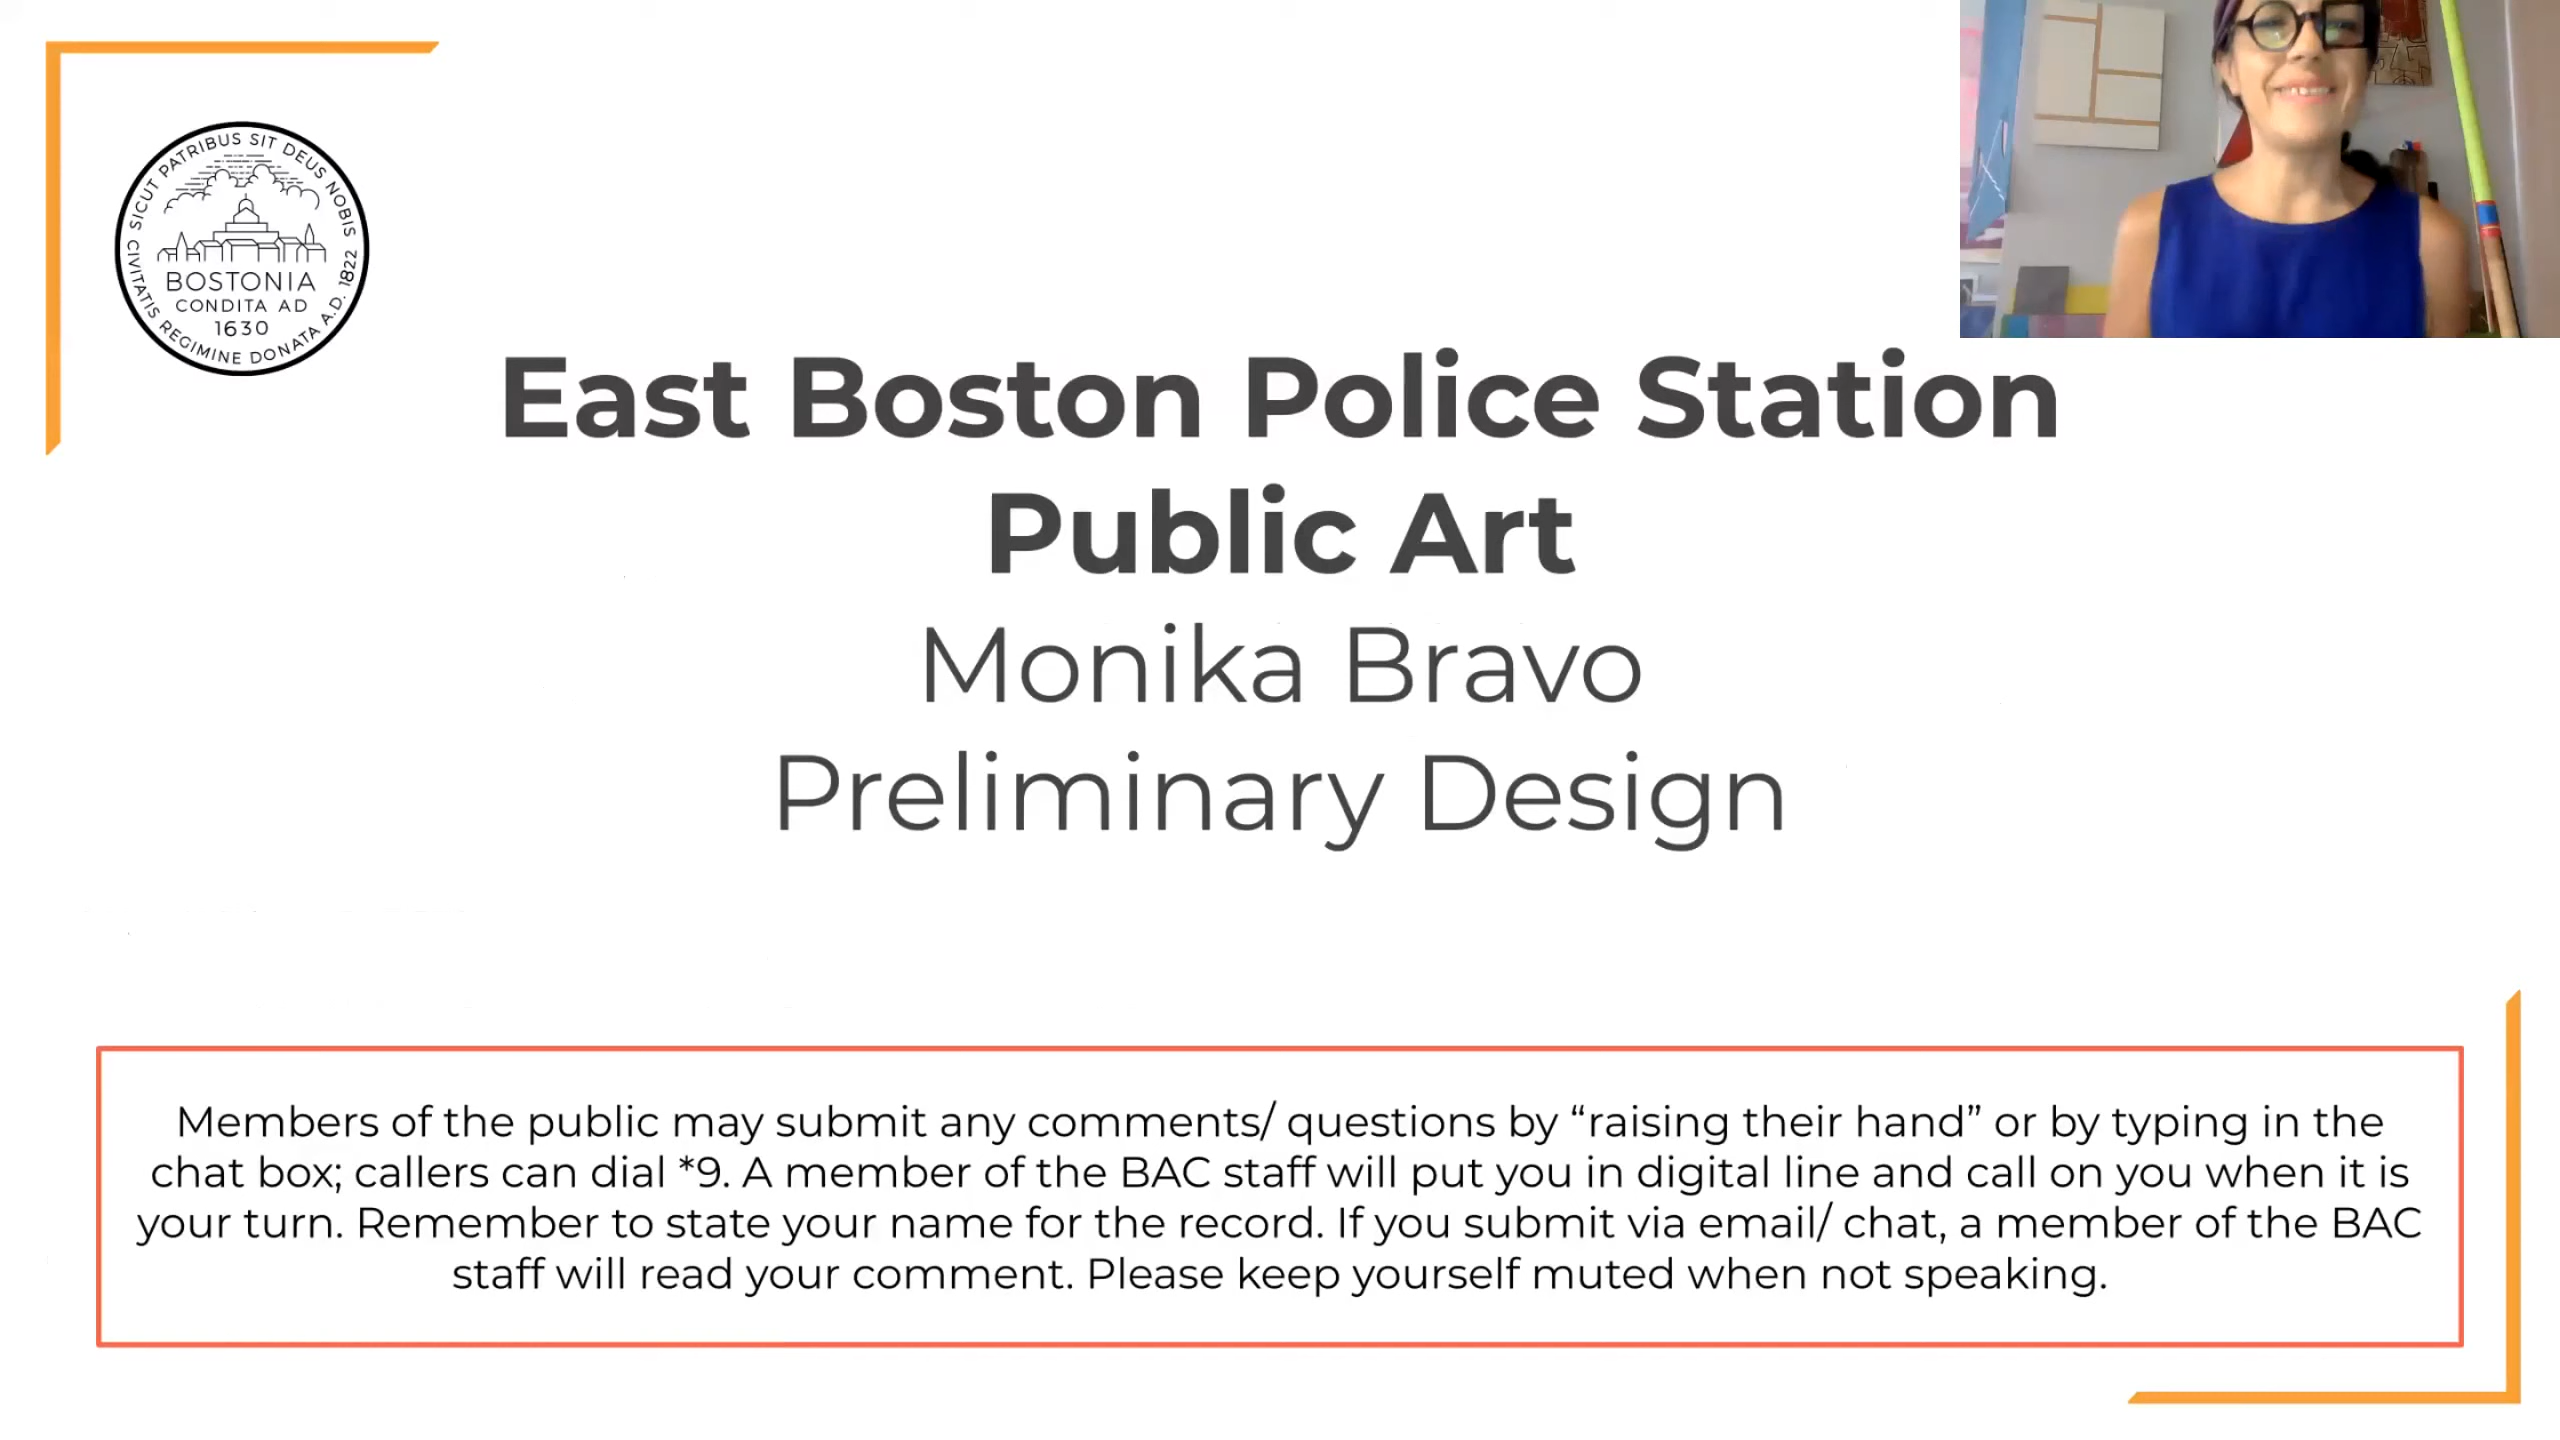 SICUT PATRIBUS SIT DEUS NOBIS
CIVITATIS REGIMINE DONATA A.D. 1822
BOSTONIA
CONDITA AD
1630
East Boston Police Station
Public Art
Monika Bravo
Preliminary Design
Members of the public may submit any comments/ questions by “raising their hand” or by typing in the
chat box; callers can dial *9. A member of the BAC staff will put you in digital line and call on you when it is
your turn. Remember to state your name for the record. If you submit via email/ chat, a member of the BAC
staff will read your comment. Please keep yourself muted when not speaking.